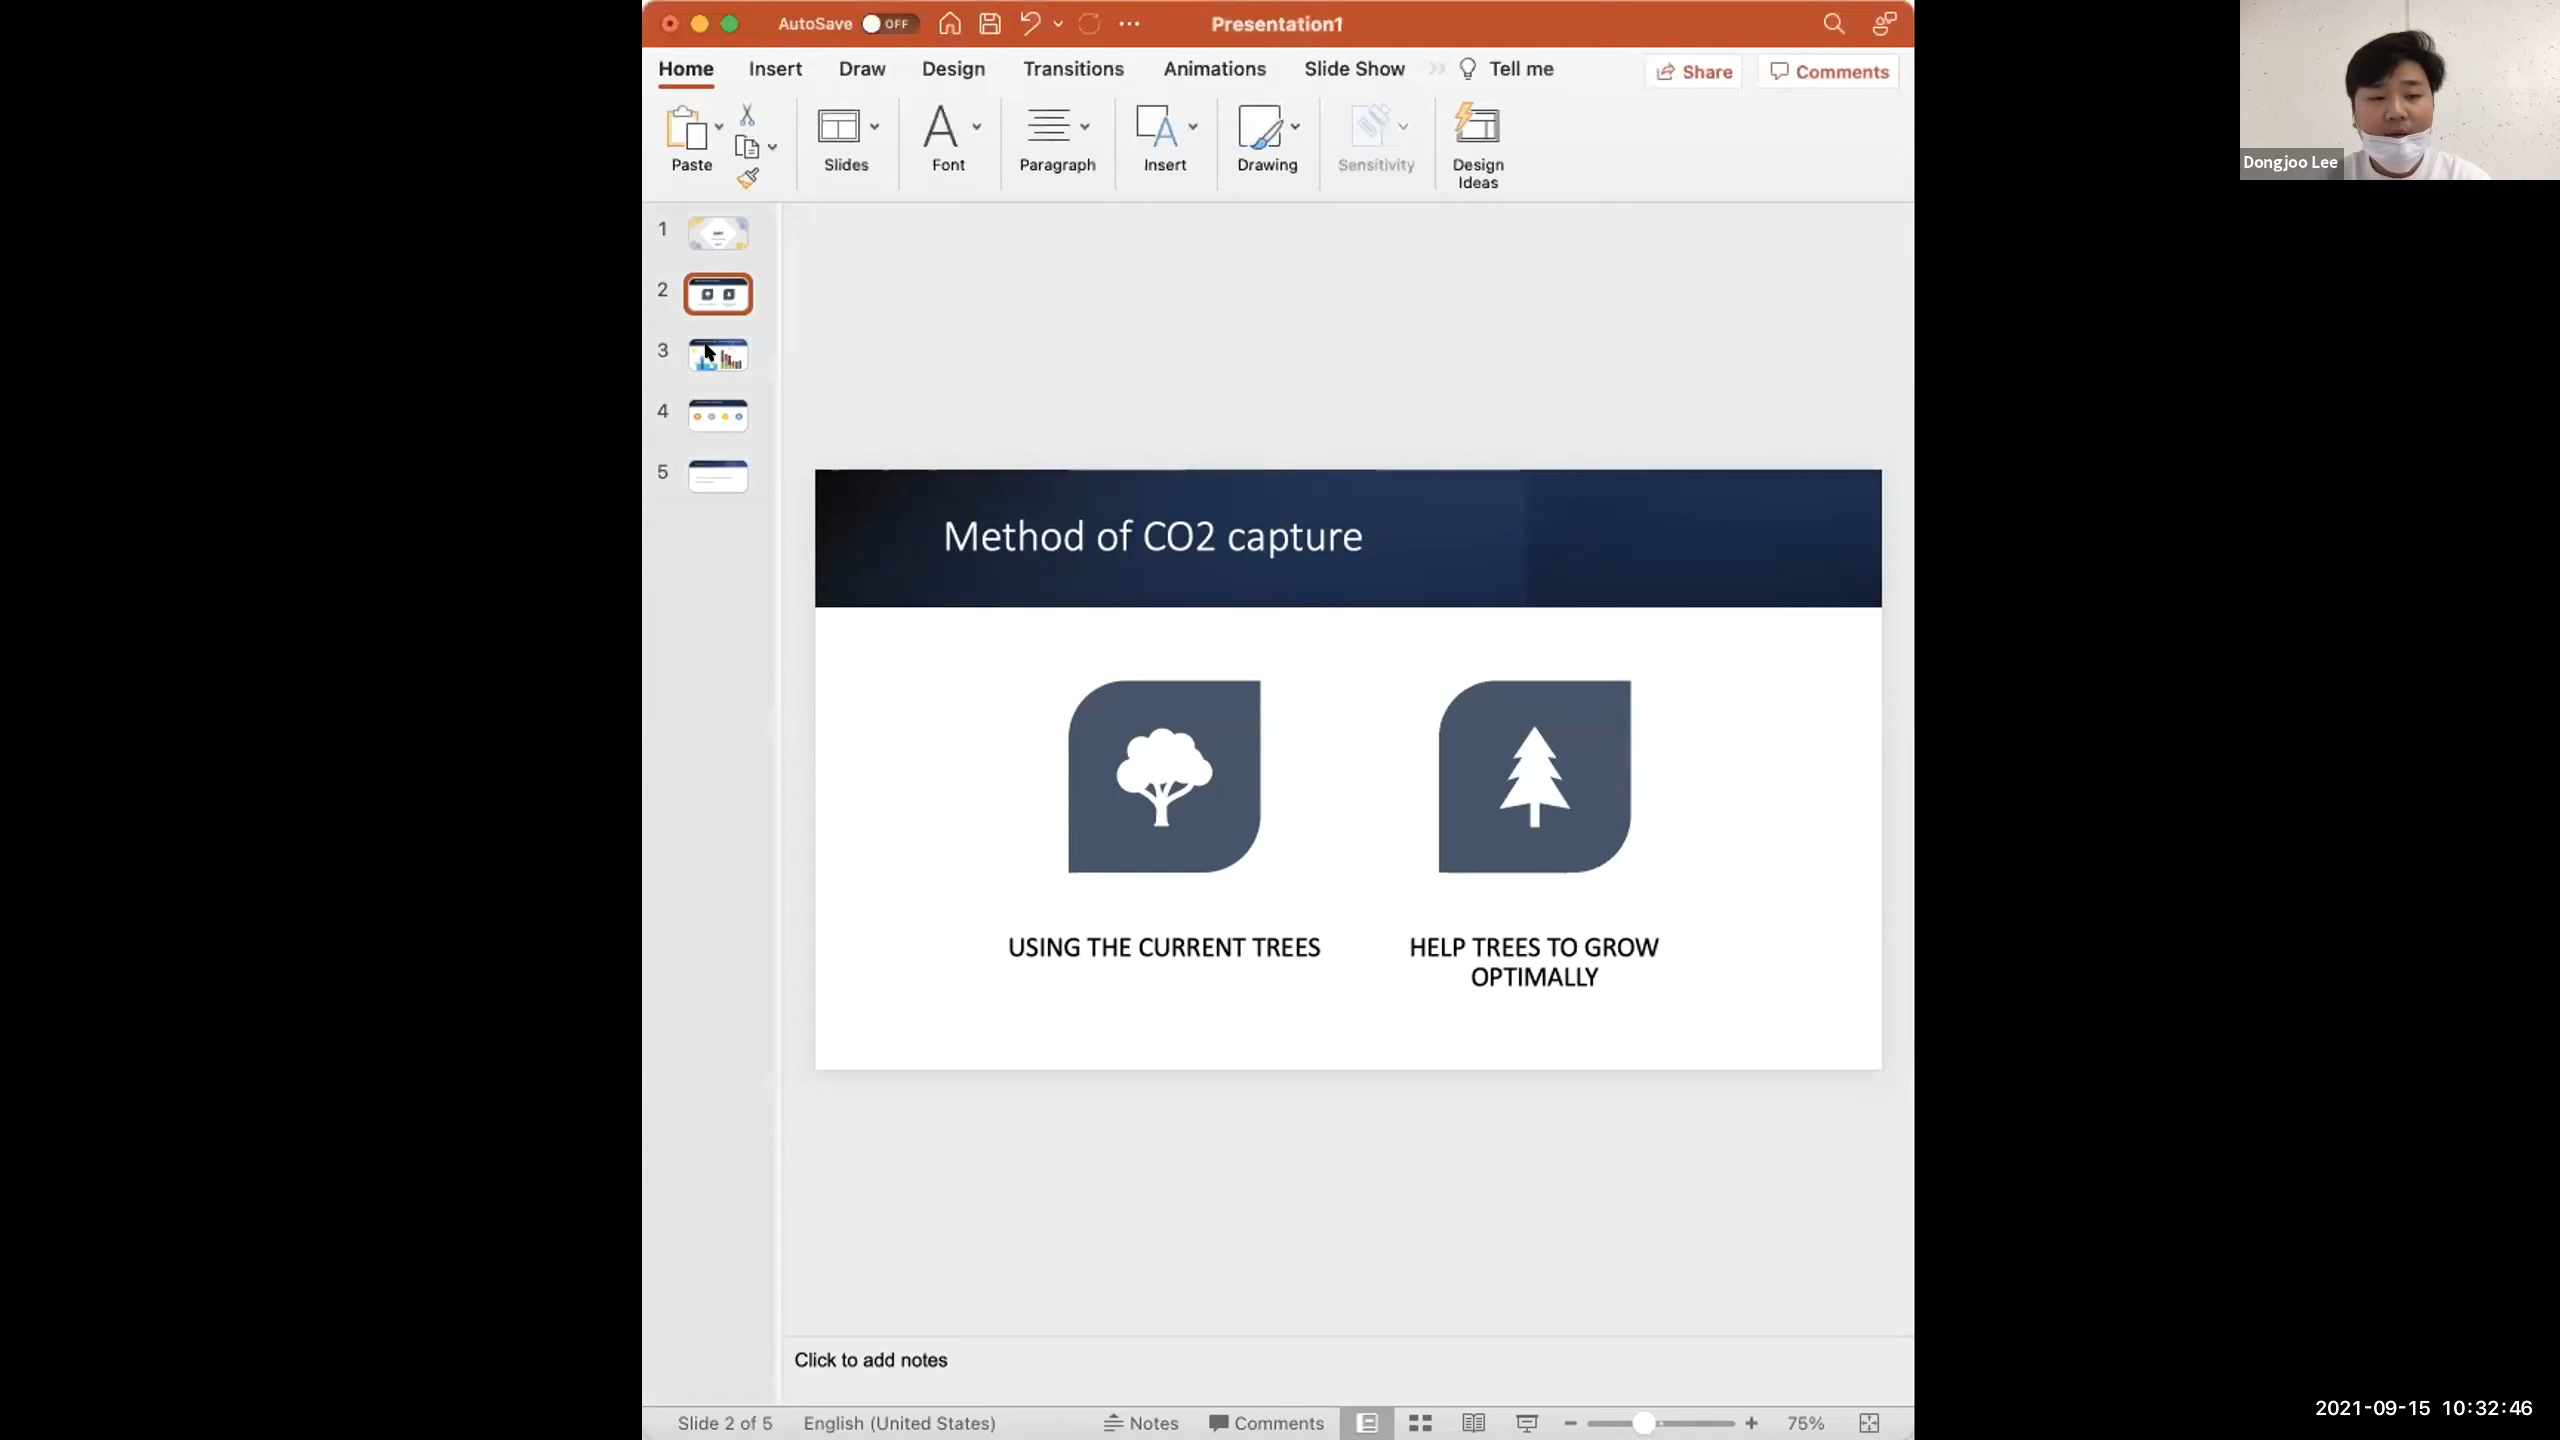 AutoSave OFF Presentation1
Home Insert Draw Design Transitions Animations Slide Show Tell me Share Comments
Paste Slides Font Paragraph Insert Drawing Sensitivity Design
Ideas
Dongjoo Lee
1
2
3
4
5
Method of CO2 capture
USING THE CURRENT TREES
HELP TREES TO GROW
OPTIMALLY
Click to add notes
Slide 2 of 5 English (United States) Notes Comments 75%
2021-09-15 10:32:46